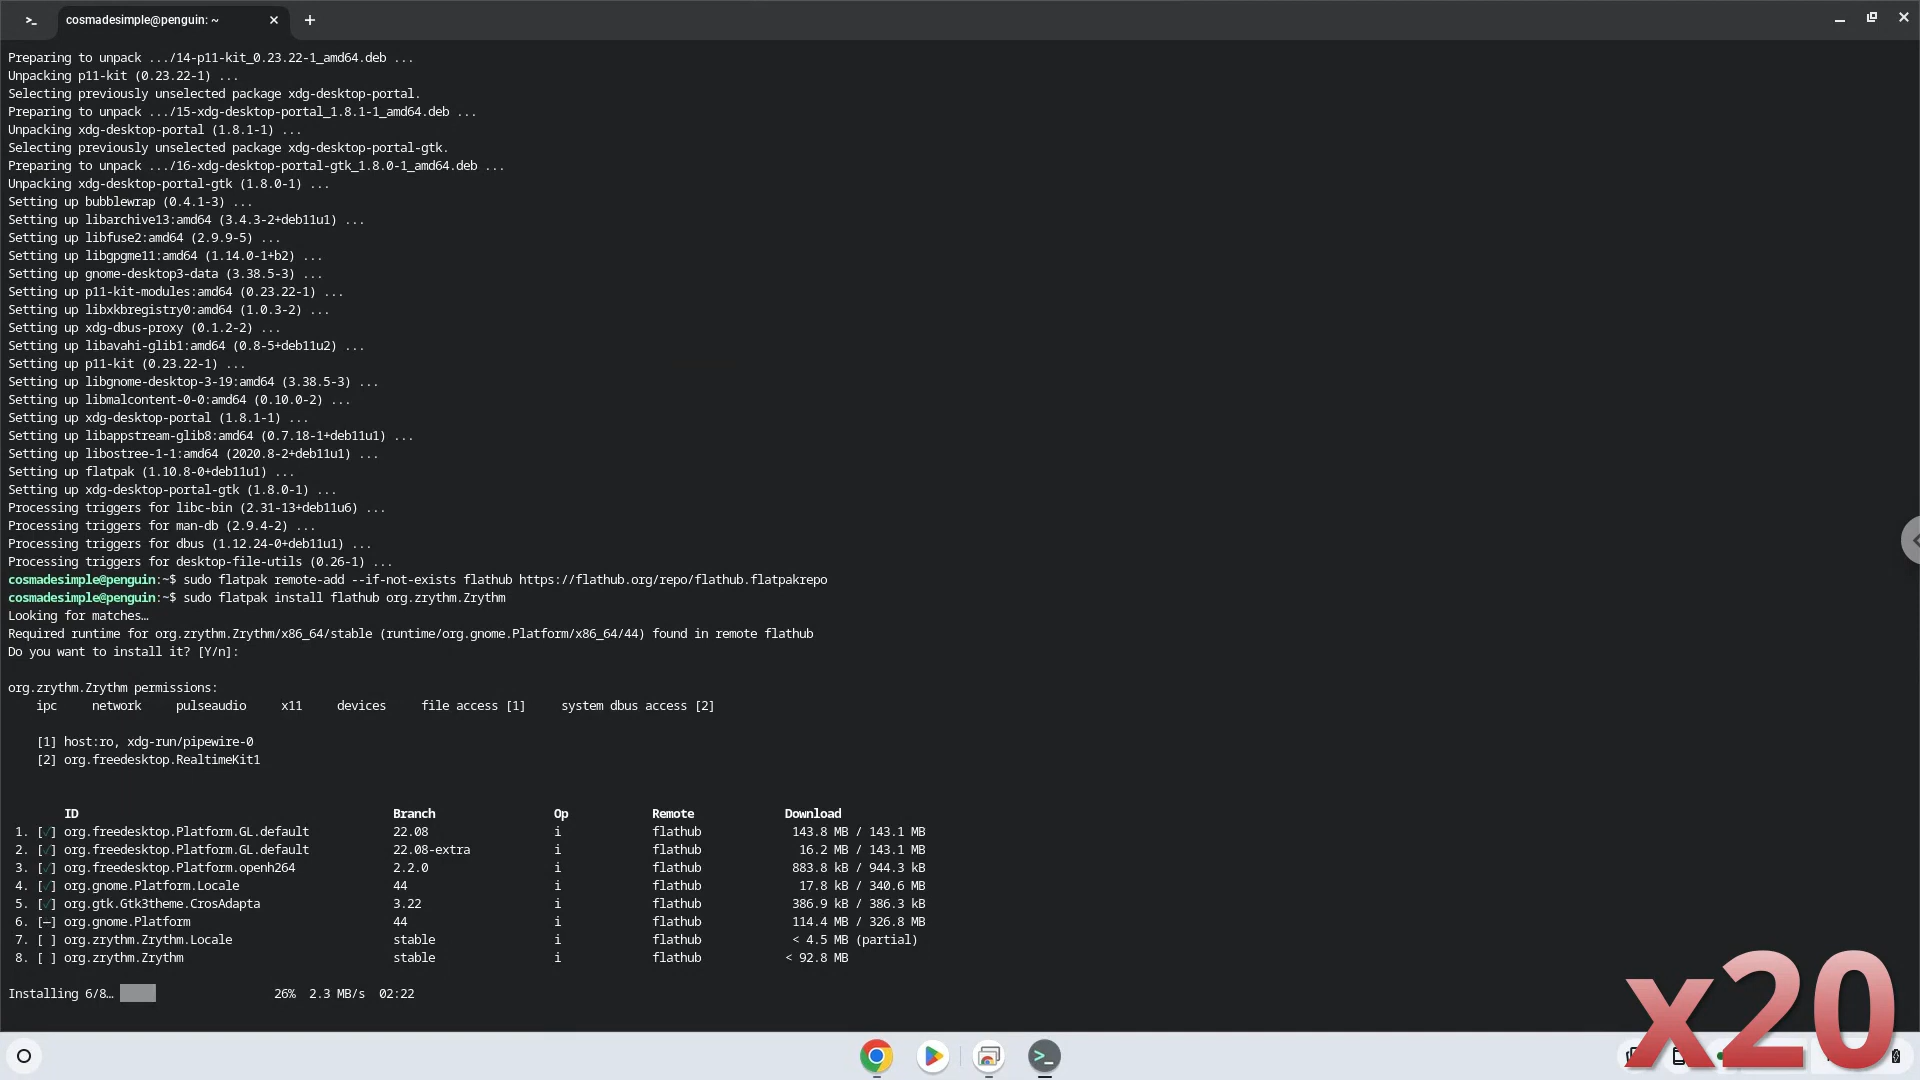 cosmadesimple@penguin: ~
Preparing to unpack .../14-p11-kit_0.23.22-1_amd64.deb ...
Unpacking p11-kit (0.23.22-1) ...
Selecting previously unselected package xdg-desktop-portal.
Preparing to unpack .../15-xdg-desktop-portal_1.8.1-1_amd64.deb ...
Unpacking xdg-desktop-portal (1.8.1-1) ...
Selecting previously unselected package xdg-desktop-portal-gtk.
Preparing to unpack .../16-xdg-desktop-portal-gtk_1.8.0-1_amd64.deb ...
Unpacking xdg-desktop-portal-gtk (1.8.0-1) ...
Setting up bubblewrap (0.4.1-3) ...
Setting up libarchive13:amd64 (3.4.3-2+deb11u1) ...
Setting up libfuse2:amd64 (2.9.9-5) ...
Setting up libgpgme11:amd64 (1.14.0-1+b2) ...
Setting up gnome-desktop3-data (3.38.5-3) ...
Setting up p11-kit-modules:amd64 (0.23.22-1) ...
Setting up libxkbregistry0:amd64 (1.0.3-2) ...
Setting up xdg-dbus-proxy (0.1.2-2) ...
Setting up libavahi-glib1:amd64 (0.8-5+deb11u2) ...
Setting up p11-kit (0.23.22-1) ...
Setting up libgnome-desktop-3-19:amd64 (3.38.5-3) ...
Setting up libmalcontent-0-0:amd64 (0.10.0-2) ...
Setting up xdg-desktop-portal (1.8.1-1) ...
Setting up libappstream-glib8:amd64 (0.7.18-1+deb11u1) ...
Setting up libostree-1-1:amd64 (2020.8-2+deb11u1) ...
Setting up flatpak (1.10.8-0+deb11u1) ...
Setting up xdg-desktop-portal-gtk (1.8.0-1) ...
Processing triggers for libc-bin (2.31-13+deb11u6) ...
Processing triggers for man-db (2.9.4-2) ...
Processing triggers for dbus (1.12.24-0+deb11u1) ...
Processing triggers for desktop-file-utils (0.26-1) ...
cosmadesimple@penguin:~$ sudo flatpak remote-add --if-not-exists flathub https://flathub.org/repo/flathub.flatpakrepo
cosmadesimple@penguin:~$ sudo flatpak install flathub org.zrythm.Zrythm
Looking for matches…
Required runtime for org.zrythm.Zrythm/x86_64/stable (runtime/org.gnome.Platform/x86_64/44) found in remote flathub
Do you want to install it? [Y/n]:
org.zrythm.Zrythm permissions:
ipc network pulseaudio x11 devices file access [1] system dbus access [2]
[1] host:ro, xdg-run/pipewire-0
[2] org.freedesktop.RealtimeKit1
ID Branch Op Remote Download
1. [✓] org.freedesktop.Platform.GL.default 22.08 i flathub 143.8 MB / 143.1 MB
2. [✓] org.freedesktop.Platform.GL.default 22.08-extra i flathub 16.2 MB / 143.1 MB
3. [✓] org.freedesktop.Platform.openh264 2.2.0 i flathub 883.8 kB / 944.3 kB
4. [✓] org.gnome.Platform.Locale 44 i flathub 17.8 kB / 340.6 MB
5. [✓] org.gtk.Gtk3theme.CrosAdapta 3.22 i flathub 386.9 kB / 386.3 kB
6. [—] org.gnome.Platform 44 i flathub 114.4 MB / 326.8 MB
7. [ ] org.zrythm.Zrythm.Locale stable i flathub < 4.5 MB (partial)
8. [ ] org.zrythm.Zrythm stable i flathub < 92.8 MB
Installing 6/8… 26% 2.3 MB/s 02:22
x20